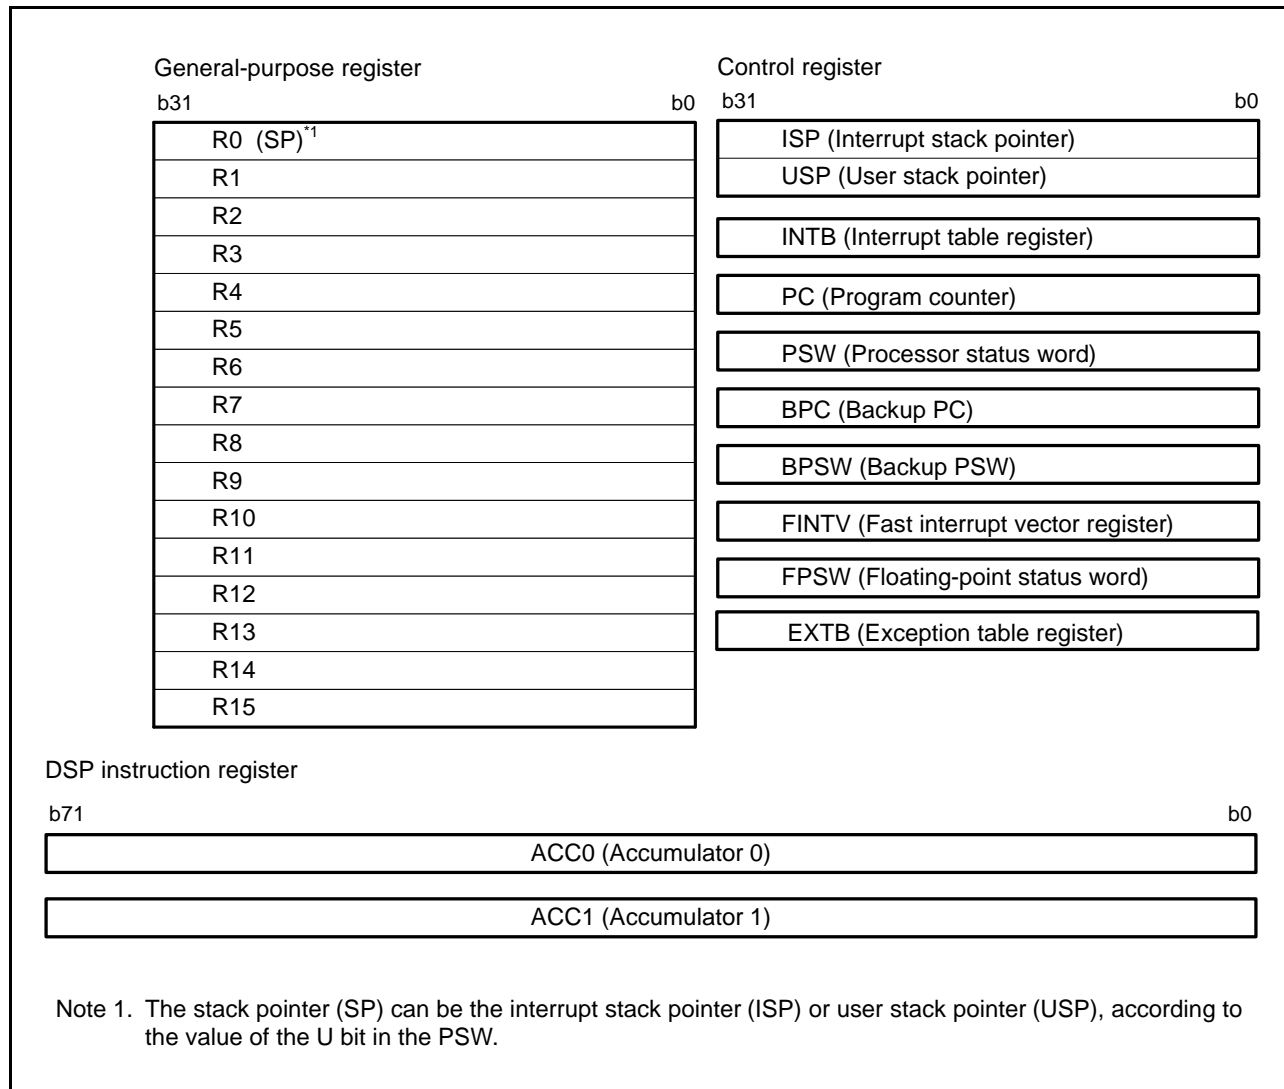 General-purpose register
b31 b0
R0 (SP)*1
R1
R2
R3
R4
R5
R6
R7
R8
R9
R10
R11
R12
R13
R14
R15
Control register
b31 b0
ISP (Interrupt stack pointer)
USP (User stack pointer)
INTB (Interrupt table register)
PC (Program counter)
PSW (Processor status word)
BPC (Backup PC)
BPSW (Backup PSW)
FINTV (Fast interrupt vector register)
FPSW (Floating-point status word)
EXTB (Exception table register)
DSP instruction register
b71 b0
ACC0 (Accumulator 0)
ACC1 (Accumulator 1)
Note 1. The stack pointer (SP) can be the interrupt stack pointer (ISP) or user stack pointer (USP), according to
the value of the U bit in the PSW.